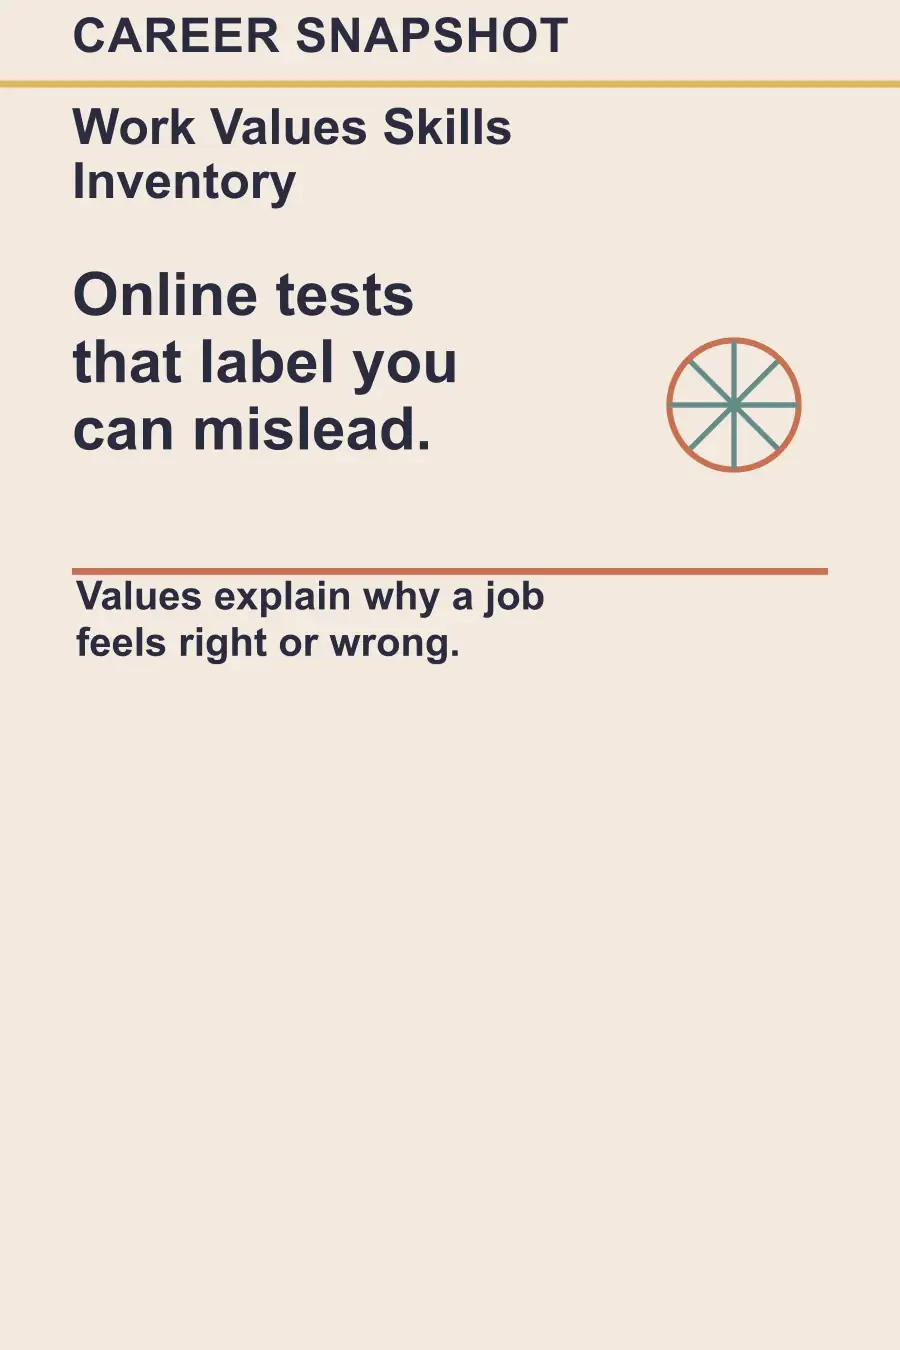 CAREER SNAPSHOT
Work Values Skills
Inventory
Online tests
that label you
can mislead.
Values explain why a job
feels right or wrong.